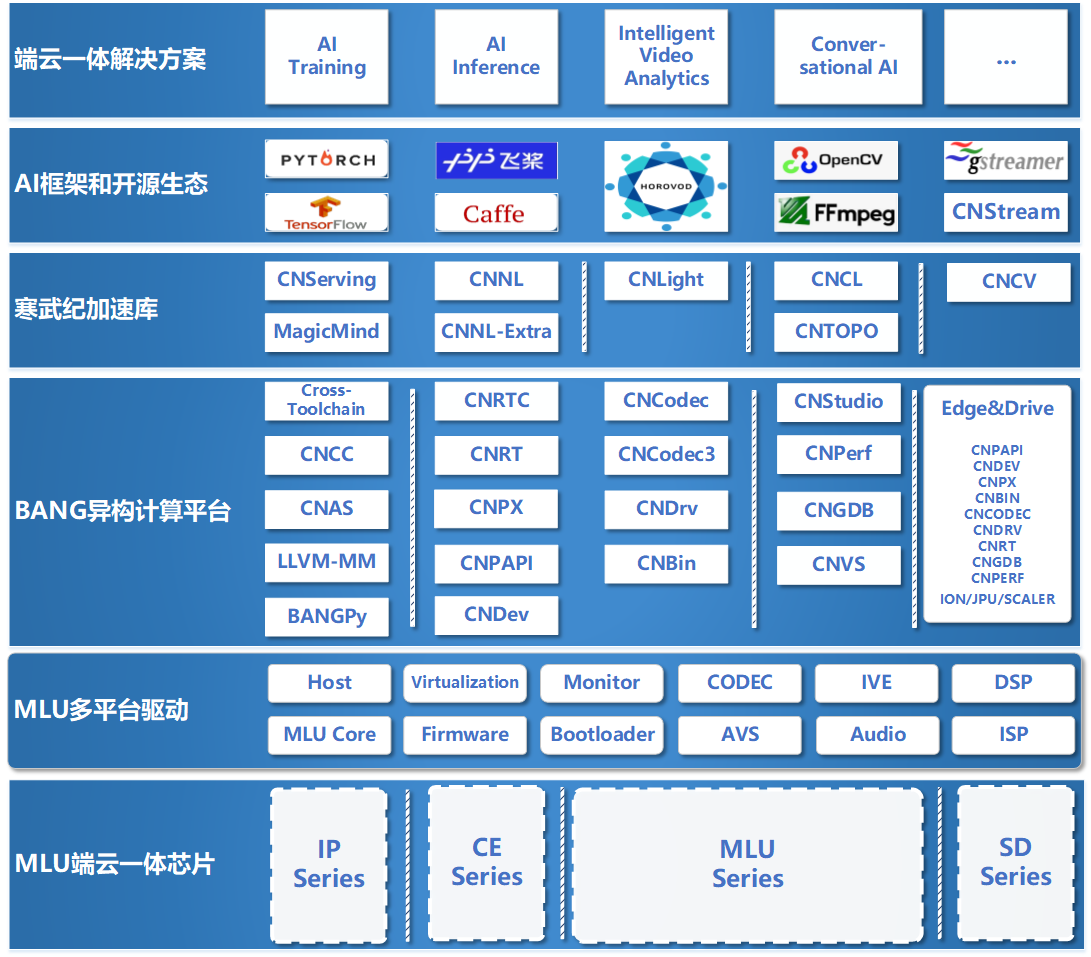 端云一体解决方案
AI
Training
AI
Inference
Intelligent
Video
Analytics
Conver-
sational AI
...
AI框架和开源生态
PYTORCH
飞桨
HOROVOD
OpenCV
gstreamer
TensorFlow
Caffe
FFmpeg
CNStream
寒武纪加速库
CNServing
CNNL
CNLight
CNCL
CNCV
MagicMind
CNNL-Extra
CNTOPO
BANG异构计算平台
Cross-
Toolchain
CNCC
CNAS
LLVM-MM
BANGPy
CNRTC
CNRT
CNPX
CNPAPI
CNDev
CNCodec
CNCodec3
CNDrv
CNBin
CNStudio
CNPerf
CNGDB
CNVS
Edge&Drive
CNPAPI
CNDEV
CNPX
CNBIN
CNCODEC
CNDRV
CNRT
CNGDB
CNPERF
ION/JPU/SCALER
MLU多平台驱动
Host
Virtualization
Monitor
CODEC
IVE
DSP
MLU Core
Firmware
Bootloader
AVS
Audio
ISP
MLU端云一体芯片
IP
Series
CE
Series
MLU
Series
SD
Series